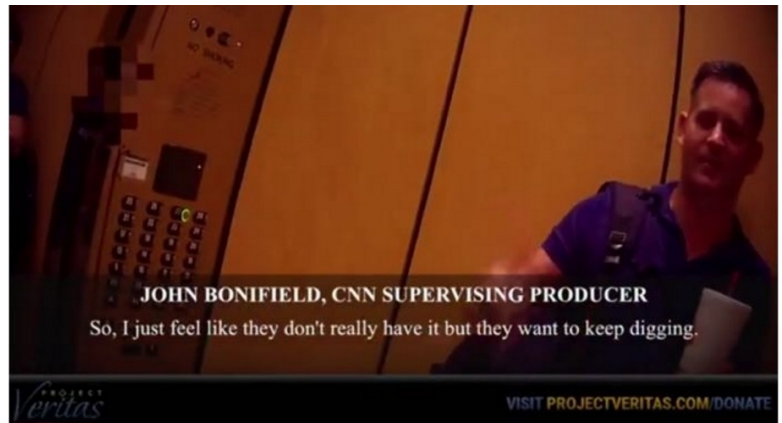 NO SMOKING
JOHN BONIFIELD, CNN SUPERVISING PRODUCER
So, I just feel like they don't really have it but they want to keep digging.
PROJECT
Veritas
VISIT PROJECTVERITAS.COM/DONATE